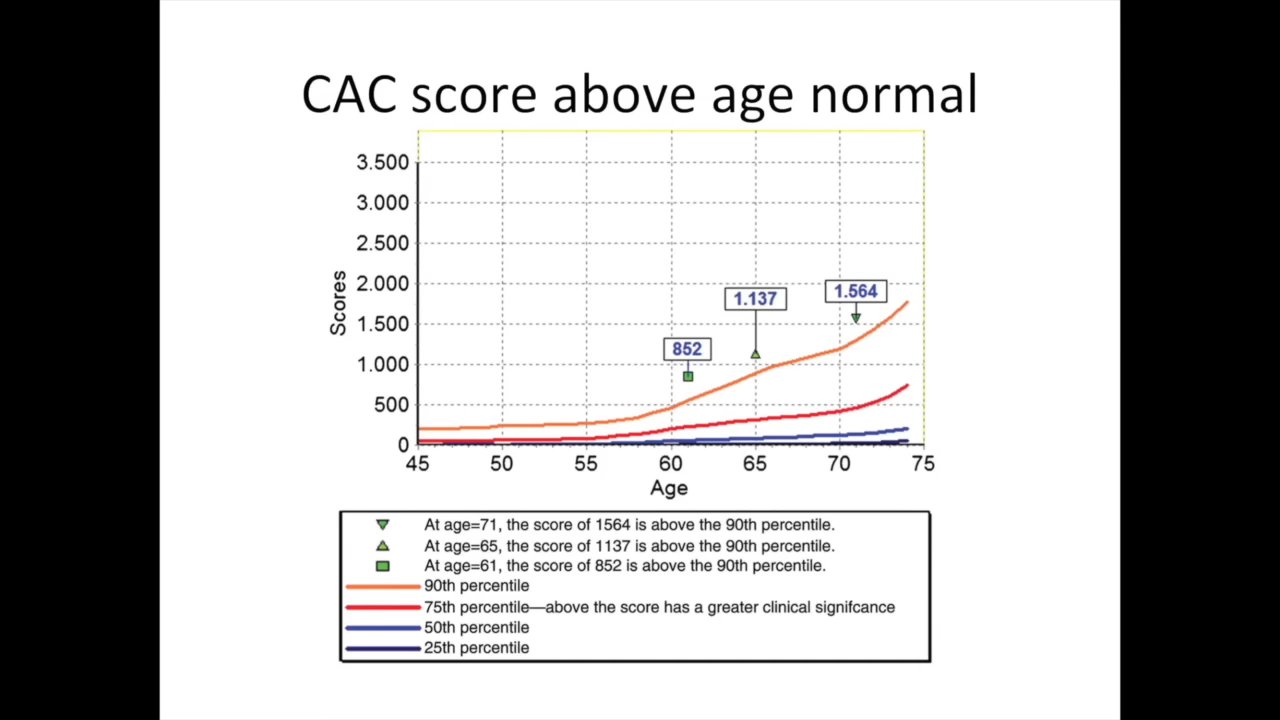 CAC score above age normal
3.500
3.000
2.500
2.000
1.500
1.000
500
0
Scores
852
1.137
1.564
45 50 55 60 65 70 75
Age
At age=71, the score of 1564 is above the 90th percentile.
At age=65, the score of 1137 is above the 90th percentile.
At age=61, the score of 852 is above the 90th percentile.
90th percentile
75th percentile—above the score has a greater clinical signifcance
50th percentile
25th percentile